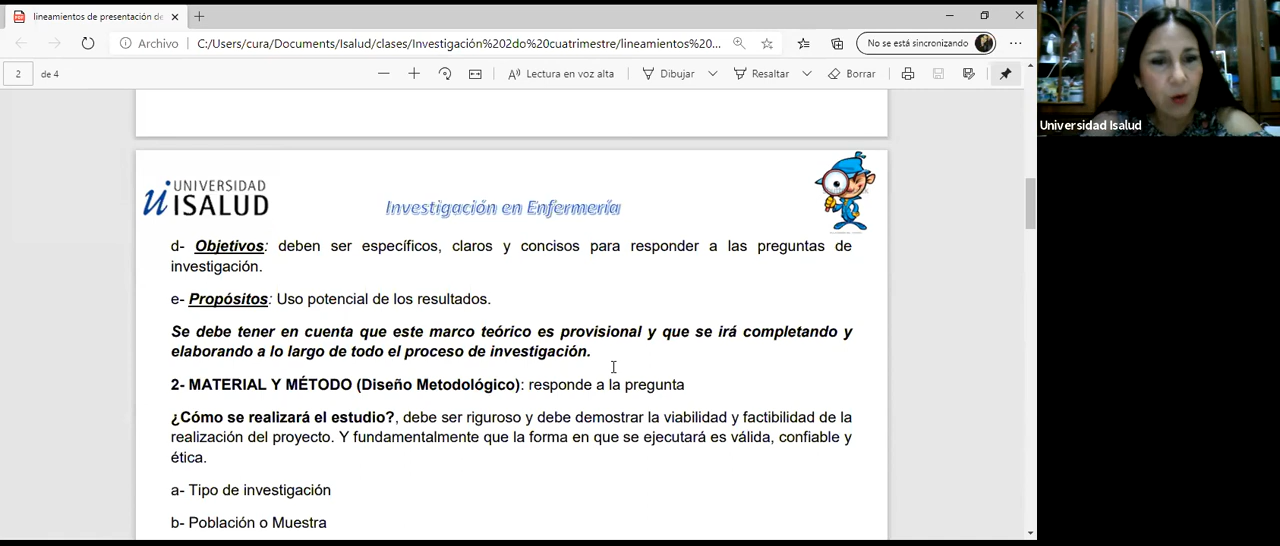 lineamientos de presentación de
Archivo
C:/Users/cura/Documents/Isalud/clases/Investigación%202do%20cuatrimestre/lineamientos%20...
No se está sincronizando
2
de 4
Lectura en voz alta
Dibujar
Resaltar
Borrar
Universidad Isalud
UNIVERSIDAD
ISALUD
Investigación en Enfermería
d- Objetivos: deben ser específicos, claros y concisos para responder a las preguntas de
investigación.
e- Propósitos: Uso potencial de los resultados.
Se debe tener en cuenta que este marco teórico es provisional y que se irá completando y
elaborando a lo largo de todo el proceso de investigación.
2- MATERIAL Y MÉTODO (Diseño Metodológico): responde a la pregunta
¿Cómo se realizará el estudio?, debe ser riguroso y debe demostrar la viabilidad y factibilidad de la
realización del proyecto. Y fundamentalmente que la forma en que se ejecutará es válida, confiable y
ética.
a- Tipo de investigación
b- Población o Muestra